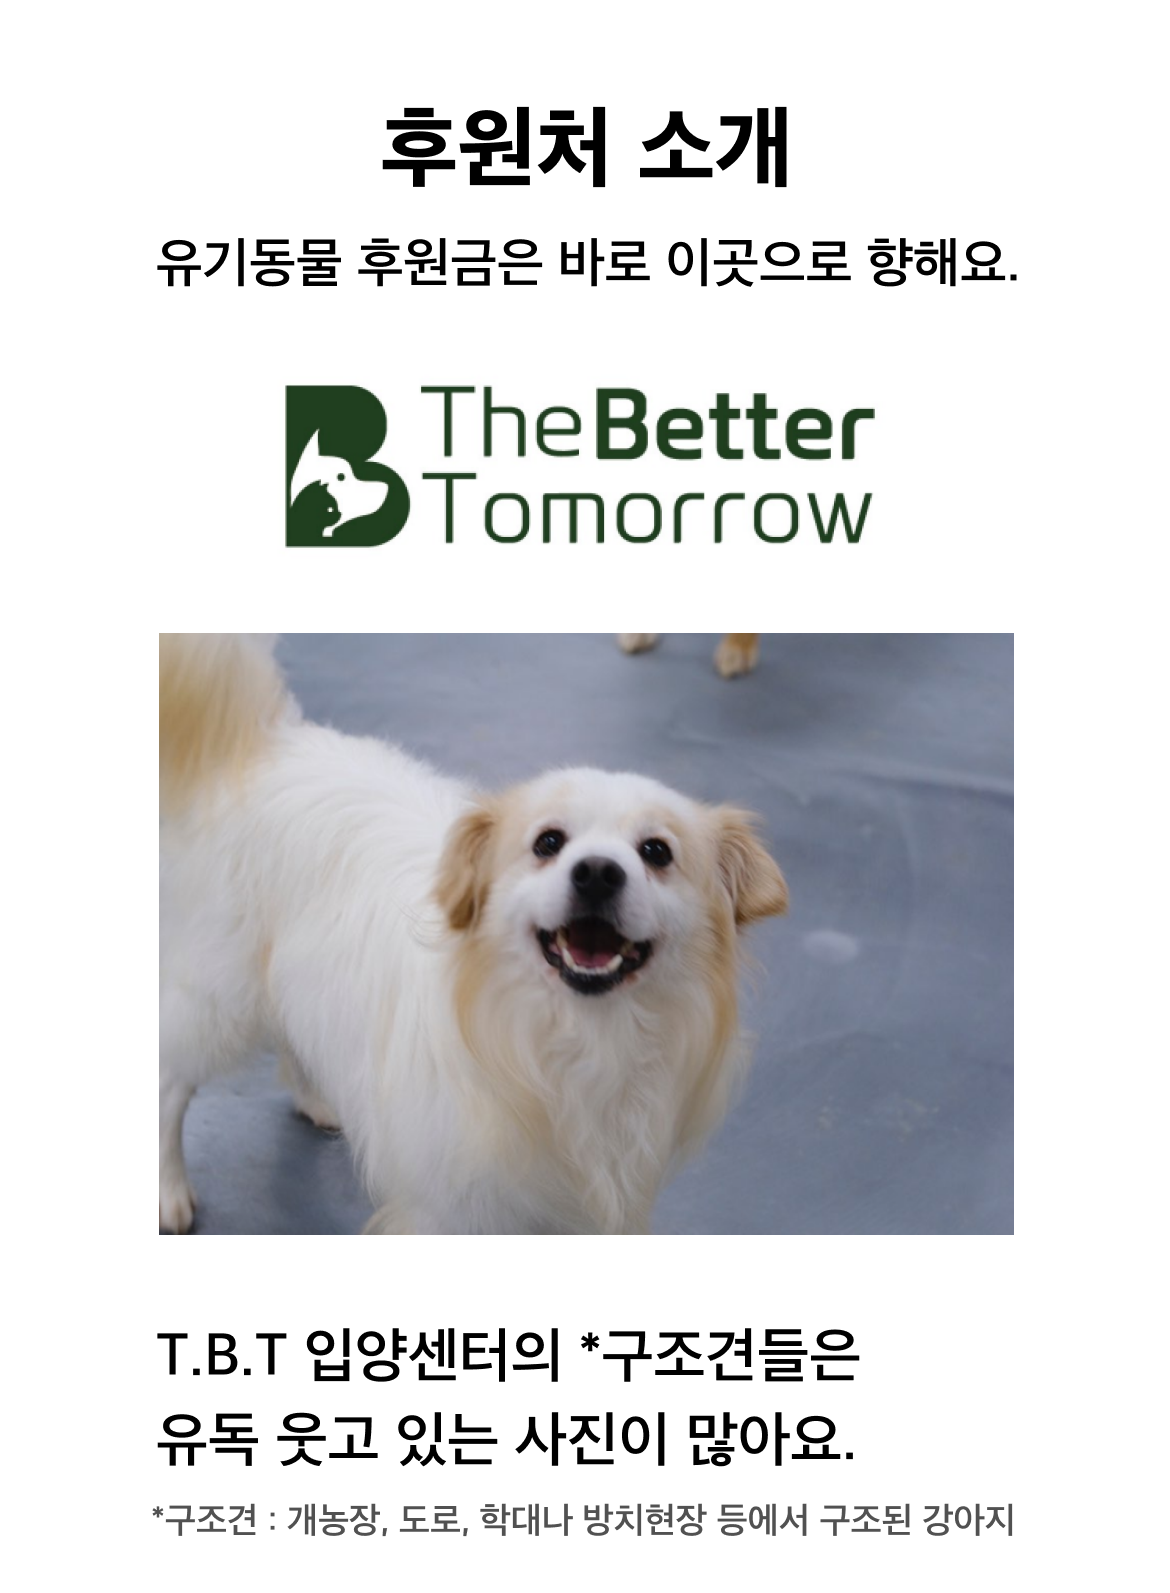 후원처 소개
유기동물 후원금은 바로 이곳으로 향해요.
The Better
Tomorrow
T.B.T 입양센터의 *구조견들은
유독 웃고 있는 사진이 많아요.
*구조견 : 개농장, 도로, 학대나 방치현장 등에서 구조된 강아지